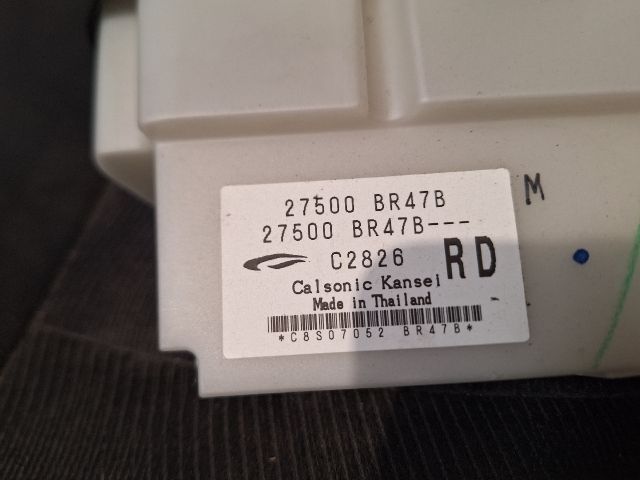 27500 BR47B
27500 BR47B---
C2826
RD
Calsonic Kansei
Made in Thailand
*C8S07052 BR47B*
M